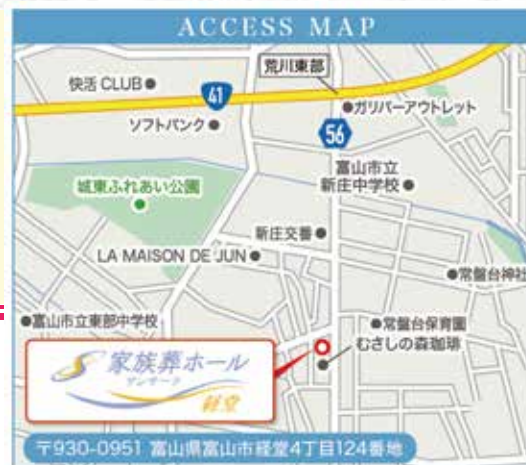 ACCESS MAP
荒川東部
快活 CLUB
41
ガリバーアウトレット
ソフトバンク
56
富山市立
新庄中学校
城東ふれあい公園
新庄交番
LA MAISON DE JUN
常盤台神社
富山市立東部中学校
常盤台保育園
むさしの森珈琲
家族葬ホール
経堂
〒930-0951 富山県富山市経堂4丁目124番地